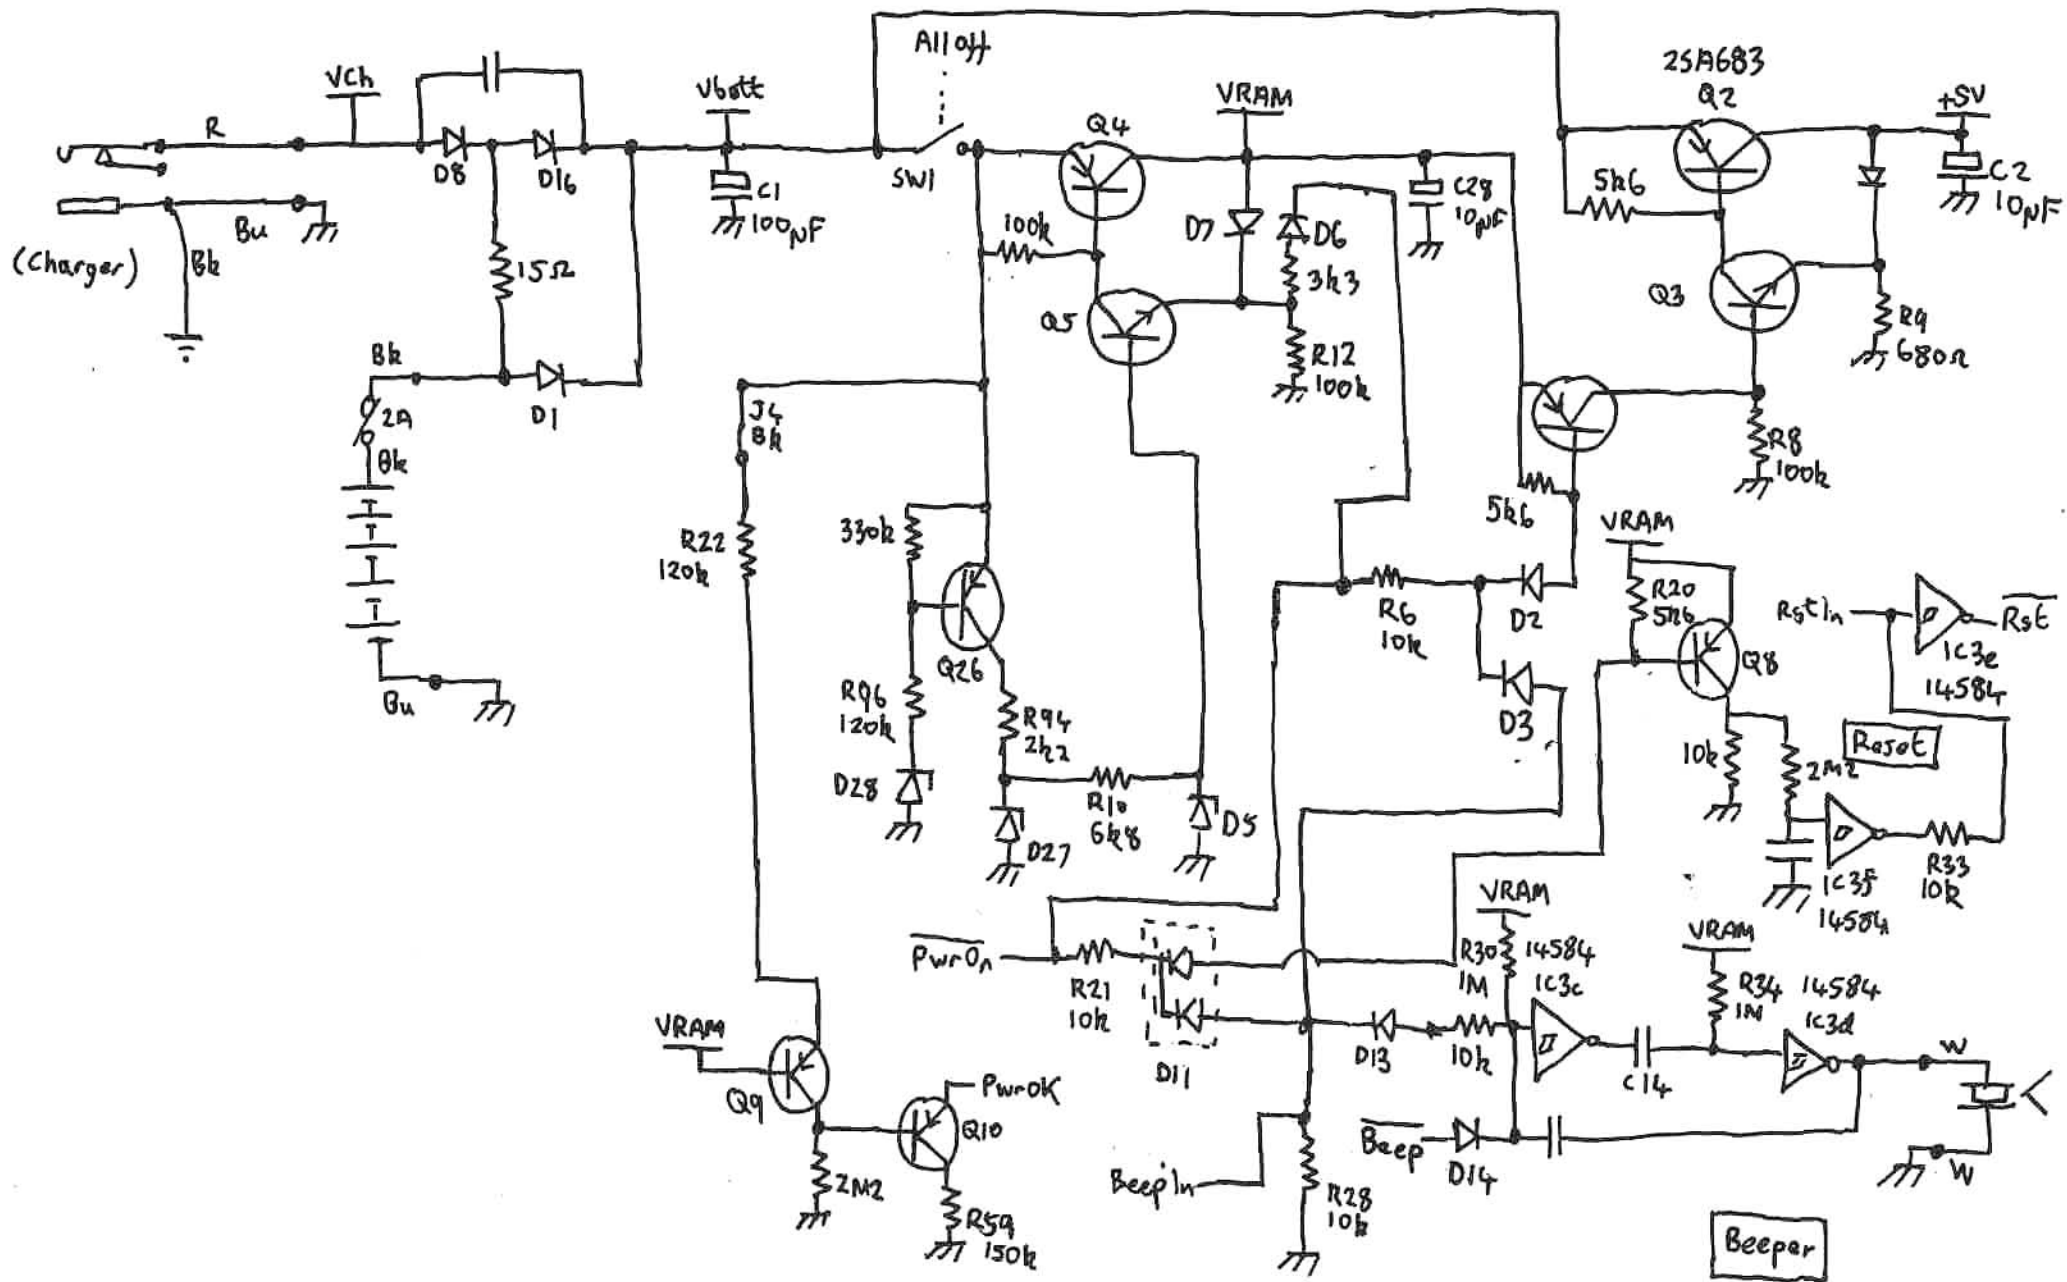 All off
2SA683
Q2
VCh
Vbott
VRAM
+5V
R
Q4
D8
D16
SW1
C1
100µF
C28
10µF
5k6
C2
10µF
(Charger)
Bu
Bk
15Ω
100k
D7
D6
3k3
Q3
R9
680Ω
Q5
R12
100k
Bk
2A
D1
Bk
J4
Bk
R8
100k
5k6
VRAM
R22
120k
330k
R6
10k
D2
R20
5k6
Q8
RstIn
Rst
IC3e
14584
Q26
R96
120k
R94
2k2
D3
Bu
10k
2M2
Reset
D28
R10
6k8
D27
D5
IC3f
14584
R33
10k
PwrOn
R21
10k
D11
VRAM
R30
1M
14584
IC3c
VRAM
R34
1M
14584
IC3d
VRAM
Q9
D13
10k
C14
W
PwrOK
Q10
2M2
R59
150k
BeepIn
R28
10k
Beep
D14
W
Beeper